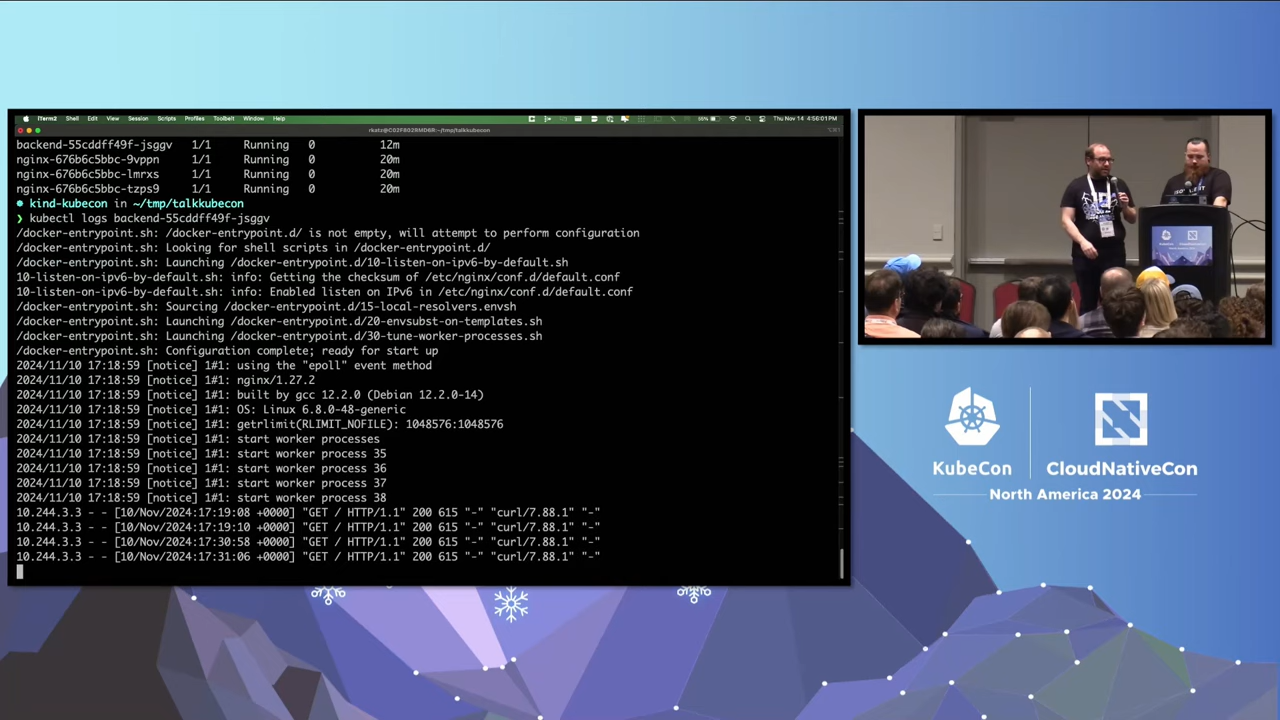 iTerm2 Shell Edit View Session Scripts Profiles Toolbelt Window Help
55% Thu Nov 14 4:56:01 PM
backend-55cddff49f-jsggv 1/1 Running 0 12m
nginx-676b6c5bbc-9vppn 1/1 Running 0 20m
nginx-676b6c5bbc-lmrxs 1/1 Running 0 20m
nginx-676b6c5bbc-tzps9 1/1 Running 0 20m
kind-kubecon in ~/tmp/talkkubecon
❯ kubectl logs backend-55cddff49f-jsggv
/docker-entrypoint.sh: /docker-entrypoint.d/ is not empty, will attempt to perform configuration
/docker-entrypoint.sh: Looking for shell scripts in /docker-entrypoint.d/
/docker-entrypoint.sh: Launching /docker-entrypoint.d/10-listen-on-ipv6-by-default.sh
10-listen-on-ipv6-by-default.sh: info: Getting the checksum of /etc/nginx/conf.d/default.conf
10-listen-on-ipv6-by-default.sh: info: Enabled listen on IPv6 in /etc/nginx/conf.d/default.conf
/docker-entrypoint.sh: Sourcing /docker-entrypoint.d/15-local-resolvers.envsh
/docker-entrypoint.sh: Launching /docker-entrypoint.d/20-envsubst-on-templates.sh
/docker-entrypoint.sh: Launching /docker-entrypoint.d/30-tune-worker-processes.sh
/docker-entrypoint.sh: Configuration complete; ready for start up
2024/11/10 17:18:59 [notice] 1#1: using the "epoll" event method
2024/11/10 17:18:59 [notice] 1#1: nginx/1.27.2
2024/11/10 17:18:59 [notice] 1#1: built by gcc 12.2.0 (Debian 12.2.0-14)
2024/11/10 17:18:59 [notice] 1#1: OS: Linux 6.8.0-48-generic
2024/11/10 17:18:59 [notice] 1#1: getrlimit(RLIMIT_NOFILE): 1048576:1048576
2024/11/10 17:18:59 [notice] 1#1: start worker processes
2024/11/10 17:18:59 [notice] 1#1: start worker process 35
2024/11/10 17:18:59 [notice] 1#1: start worker process 36
2024/11/10 17:18:59 [notice] 1#1: start worker process 37
2024/11/10 17:18:59 [notice] 1#1: start worker process 38
10.244.3.3 - - [10/Nov/2024:17:19:08 +0000] "GET / HTTP/1.1" 200 615 "-" "curl/7.88.1" "-"
10.244.3.3 - - [10/Nov/2024:17:19:10 +0000] "GET / HTTP/1.1" 200 615 "-" "curl/7.88.1" "-"
10.244.3.3 - - [10/Nov/2024:17:30:58 +0000] "GET / HTTP/1.1" 200 615 "-" "curl/7.88.1" "-"
10.244.3.3 - - [10/Nov/2024:17:31:06 +0000] "GET / HTTP/1.1" 200 615 "-" "curl/7.88.1" "-"
KubeCon
CloudNativeCon
North America 2024